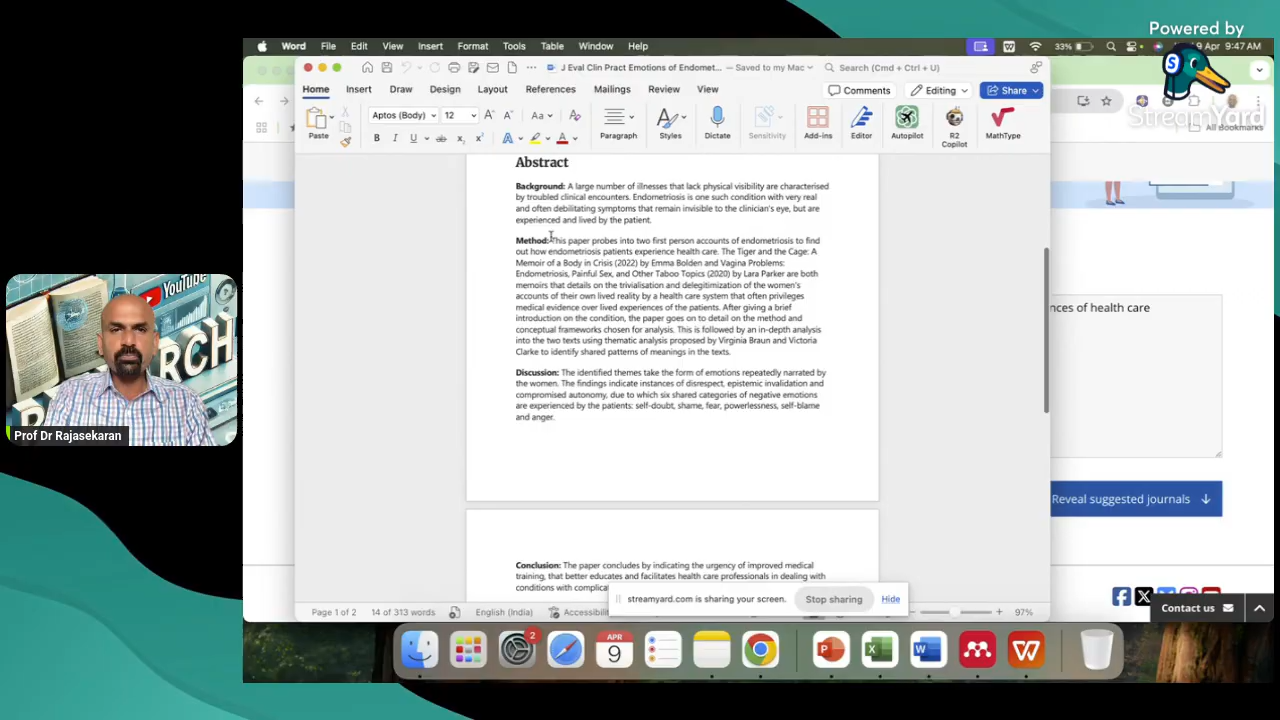 Powered by
StreamYard
Word File Edit View Insert Format Tools Table Window Help
33% 9 Apr 9:47 AM
J Eval Clin Pract Emotions of Endomet... — Saved to my Mac
Search (Cmd + Ctrl + U)
Home Insert Draw Design Layout References Mailings Review View
Comments Editing Share
Paste
Aptos (Body) 12
Paragraph Styles Dictate Sensitivity Add-ins Editor Autopilot R2 Copilot MathType
All Bookmarks
Abstract
Background: A large number of illnesses that lack physical visibility are characterised
by troubled clinical encounters. Endometriosis is one such condition with very real
and often debilitating symptoms that remain invisible to the clinician's eye, but are
experienced and lived by the patient.
Method: This paper probes into two first person accounts of endometriosis to find
out how endometriosis patients experience health care. The Tiger and the Cage: A
Memoir of a Body in Crisis (2022) by Emma Bolden and Vagina Problems:
Endometriosis, Painful Sex, and Other Taboo Topics (2020) by Lara Parker are both
memoirs that details on the trivialisation and delegitimization of the women's
accounts of their own lived reality by a health care system that often privileges
medical evidence over lived experiences of the patients. After giving a brief
introduction on the condition, the paper goes on to detail on the method and
conceptual frameworks chosen for analysis. This is followed by an in-depth analysis
into the two texts using thematic analysis proposed by Virginia Braun and Victoria
Clarke to identify shared patterns of meanings in the texts.
Discussion: The identified themes take the form of emotions repeatedly narrated by
the women. The findings indicate instances of disrespect, epistemic invalidation and
compromised autonomy, due to which six shared categories of negative emotions
are experienced by the patients: self-doubt, shame, fear, powerlessness, self-blame
and anger.
Conclusion: The paper concludes by indicating the urgency of improved medical
training, that better educates and facilitates health care professionals in dealing with
conditions with complica
nces of health care
Reveal suggested journals
Contact us
YouTube
RCH
Prof Dr Rajasekaran
streamyard.com is sharing your screen. Stop sharing Hide
Page 1 of 2 14 of 313 words English (India) Accessibili 97%
2
APR
9